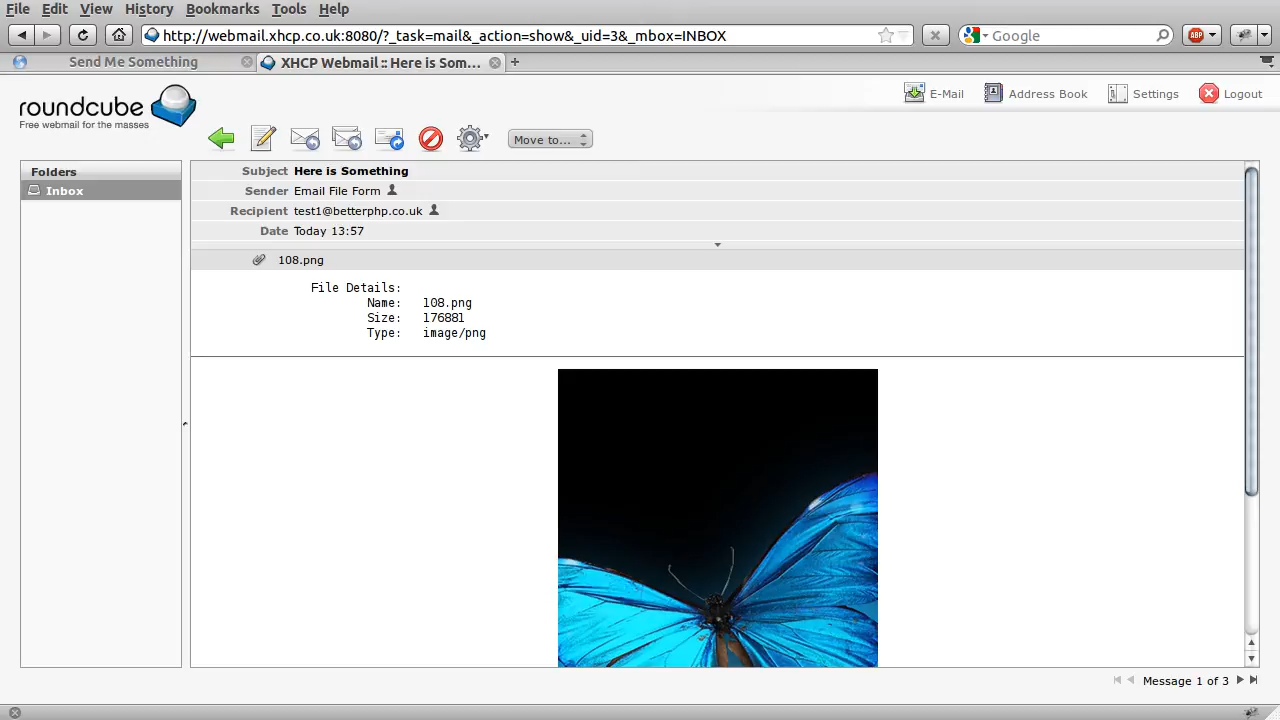 File Edit View History Bookmarks Tools Help
http://webmail.xhcp.co.uk:8080/?_task=mail&_action=show&_uid=3&_mbox=INBOX
Google
ABP
Send Me Something
XHCP Webmail :: Here is Som...
roundcube
Free webmail for the masses
E-Mail
Address Book
Settings
Logout
Move to...
Folders
Inbox
Subject Here is Something
Sender Email File Form
Recipient test1@betterphp.co.uk
Date Today 13:57
108.png
File Details:
Name: 108.png
Size: 176881
Type: image/png
Message 1 of 3